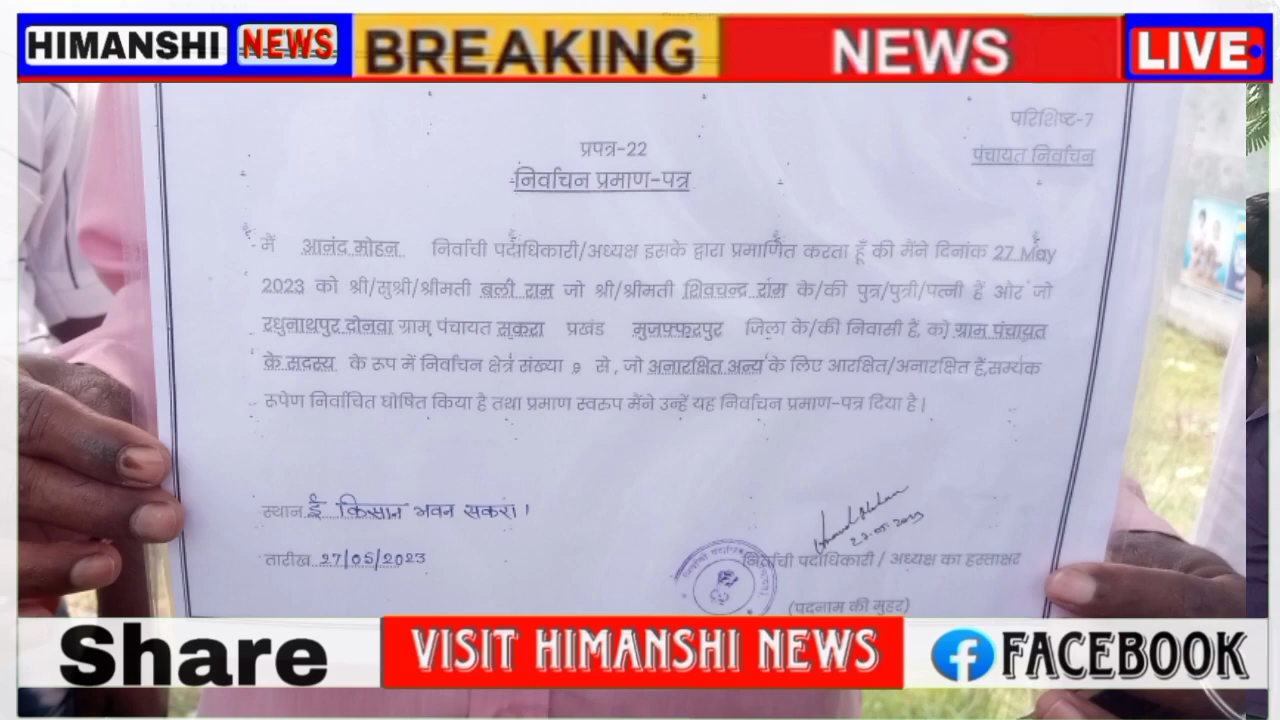 HIMANSHI NEWS BREAKING NEWS LIVE
परिशिष्ट-7
प्रपत्र-22
पंचायत निर्वाचन
निर्वाचन प्रमाण-पत्र
मैं आनंद मोहन निर्वाची पदाधिकारी/अध्यक्ष इसके द्वारा प्रमाणित करता हूँ की मैंने दिनांक 27 May
2023 को श्री/सुश्री/श्रीमती बली राम जो श्री/श्रीमती शिवचन्द्र राम के/की पुत्र/पुत्री/पत्नी हैं और जो
रघुनाथपुर दोनवा ग्राम पंचायत सकरा प्रखंड मुजफ्फरपुर जिला के/की निवासी हैं, को ग्राम पंचायत
के सदस्य के रूप में निर्वाचन क्षेत्र संख्या 9 से, जो अनारक्षित अन्य के लिए आरक्षित/अनारक्षित हैं,सम्यक
रूपेण निर्वाचित घोषित किया है तथा प्रमाण स्वरुप मैंने उन्हें यह निर्वाचन प्रमाण-पत्र दिया है।
स्थान ई किसान भवन सकरा।
27.05.2023
तारीख 27/05/2023
निर्वाची पदाधिकारी / अध्यक्ष का हस्ताक्षर
(पदनाम की मुहर)
Share VISIT HIMANSHI NEWS FACEBOOK